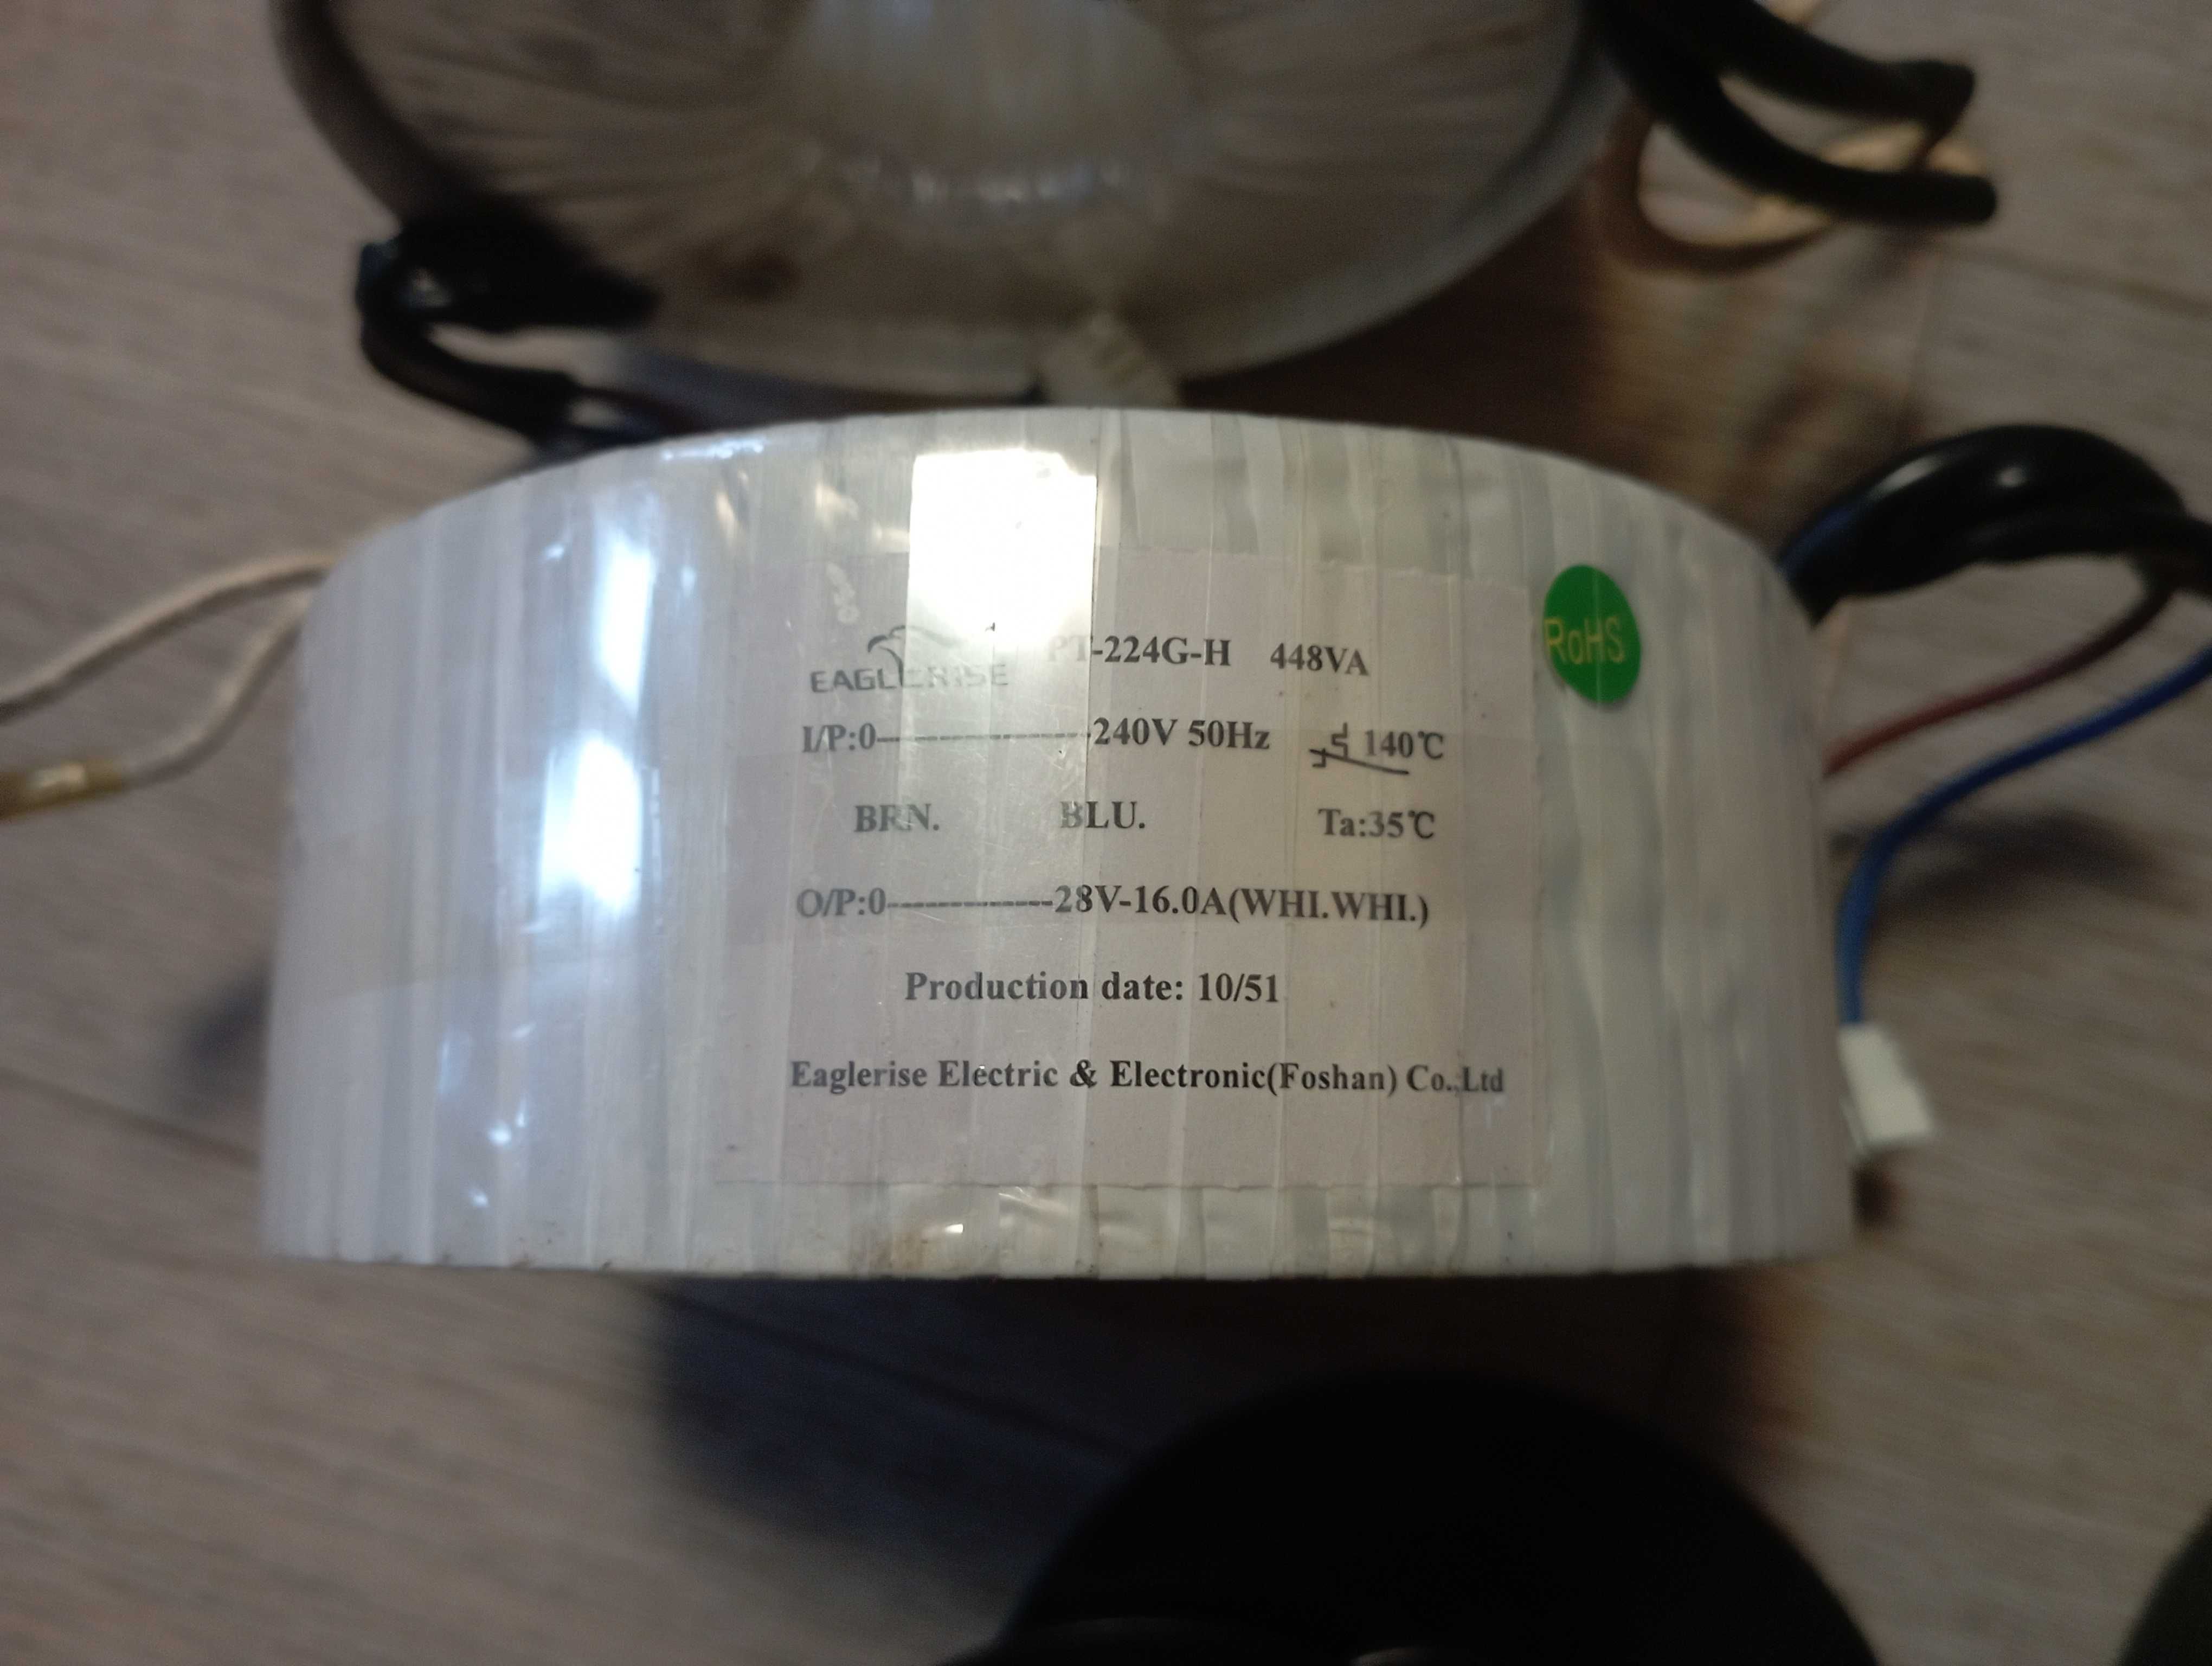 EAGLERISE PT-224G-H 448VA
RoHS
I/P:0---------------240V 50Hz 140℃
BRN. BLU. Ta:35℃
O/P:0------------28V-16.0A(WHI.WHI.)
Production date: 10/51
Eaglerise Electric & Electronic(Foshan) Co.,Ltd